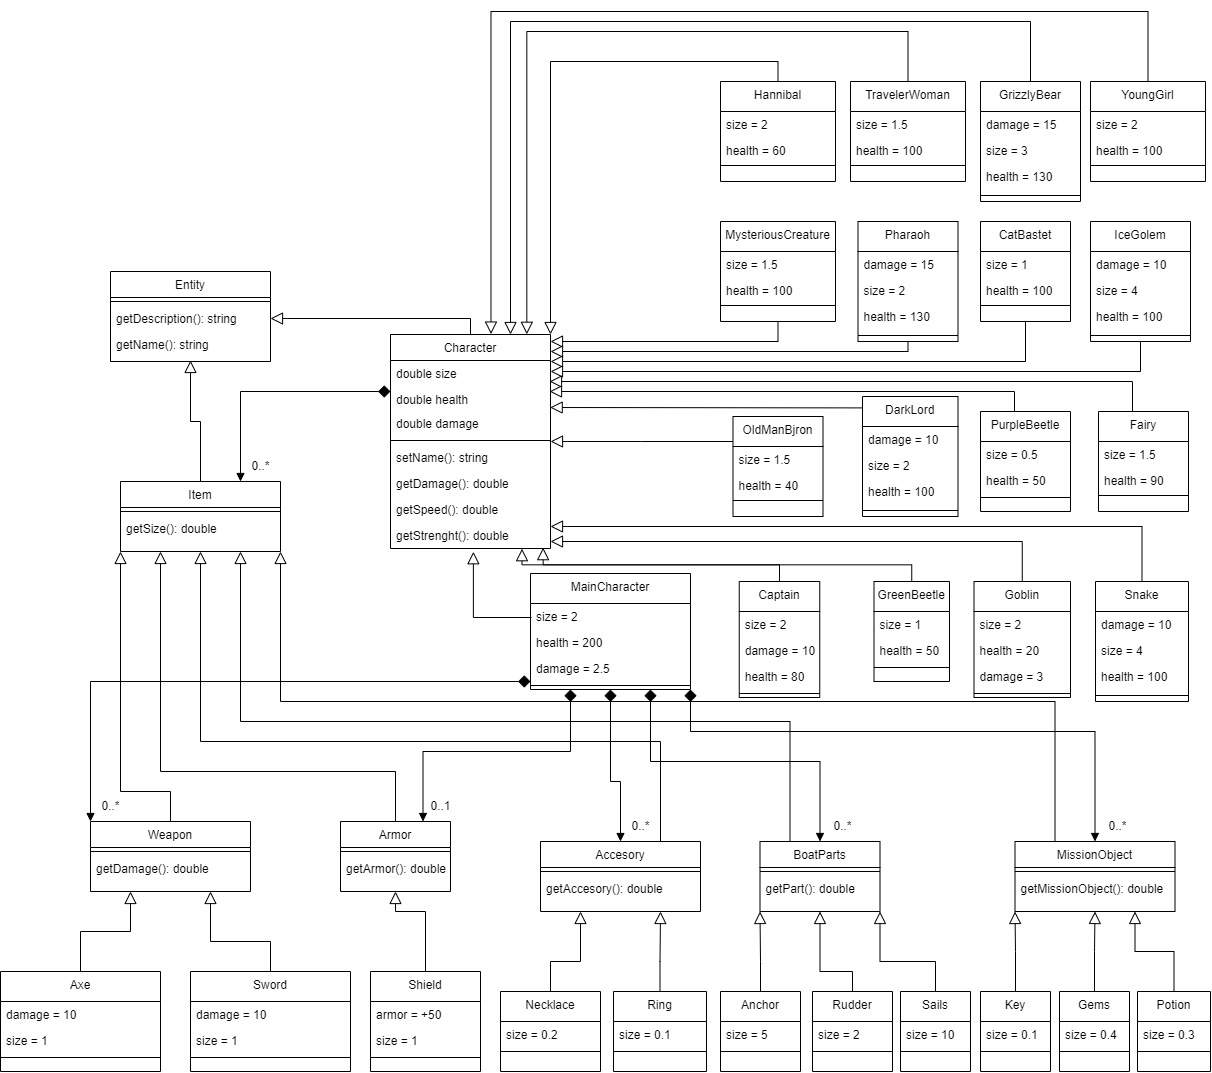 Hannibal
size = 2
health = 60
TravelerWoman
size = 1.5
health = 100
GrizzlyBear
damage = 15
size = 3
health = 130
YoungGirl
size = 2
health = 100
MysteriousCreature
size = 1.5
health = 100
Pharaoh
damage = 15
size = 2
health = 130
CatBastet
size = 1
health = 100
IceGolem
damage = 10
size = 4
health = 100
Entity
getDescription(): string
getName(): string
Character
double size
double health
double damage
setName(): string
getDamage(): double
getSpeed(): double
getStrenght(): double
OldManBjron
size = 1.5
health = 40
DarkLord
damage = 10
size = 2
health = 100
PurpleBeetle
size = 0.5
health = 50
Fairy
size = 1.5
health = 90
0..*
Item
getSize(): double
MainCharacter
size = 2
health = 200
damage = 2.5
Captain
size = 2
damage = 10
health = 80
GreenBeetle
size = 1
health = 50
Goblin
size = 2
health = 20
damage = 3
Snake
damage = 10
size = 4
health = 100
0..*
Weapon
getDamage(): double
0..1
Armor
getArmor(): double
0..*
Accesory
getAccesory(): double
0..*
BoatParts
getPart(): double
0..*
MissionObject
getMissionObject(): double
Axe
damage = 10
size = 1
Sword
damage = 10
size = 1
Shield
armor = +50
size = 1
Necklace
size = 0.2
Ring
size = 0.1
Anchor
size = 5
Rudder
size = 2
Sails
size = 10
Key
size = 0.1
Gems
size = 0.4
Potion
size = 0.3